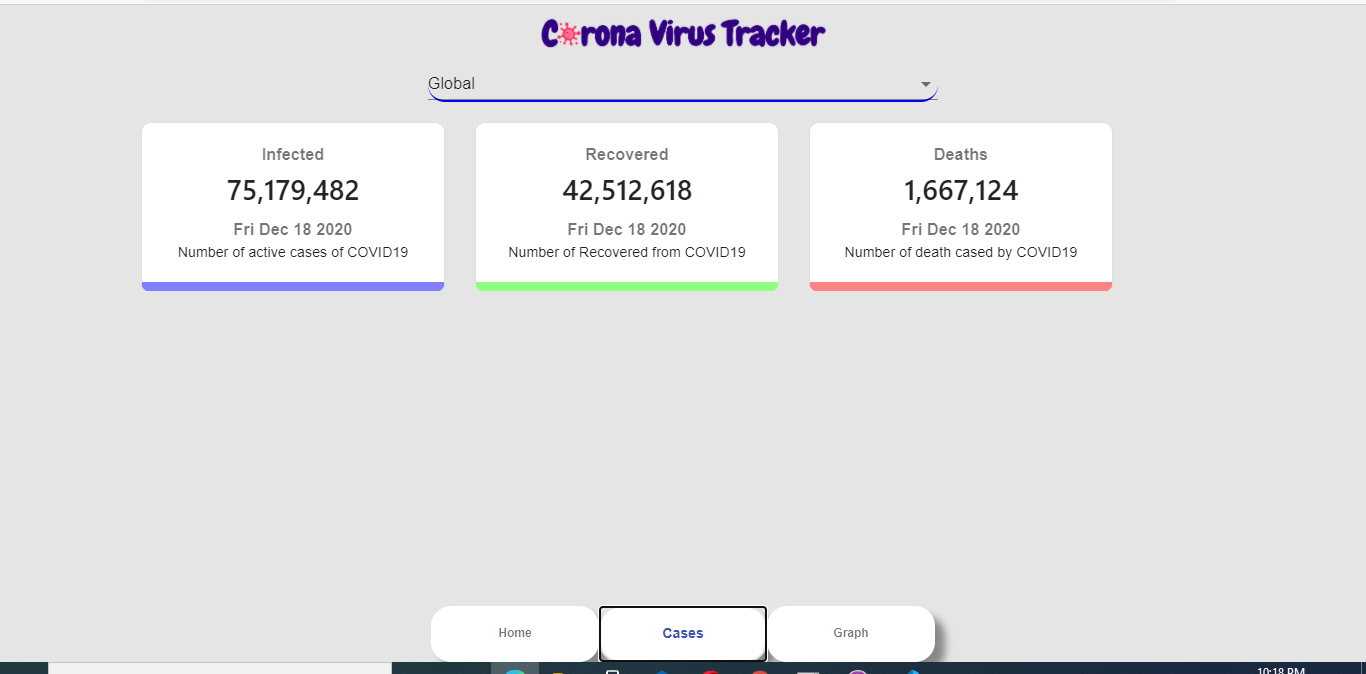 Corona Virus Tracker
Global
Infected
75,179,482
Fri Dec 18 2020
Number of active cases of COVID19
Recovered
42,512,618
Fri Dec 18 2020
Number of Recovered from COVID19
Deaths
1,667,124
Fri Dec 18 2020
Number of death cased by COVID19
Home
Cases
Graph
10:18 PM